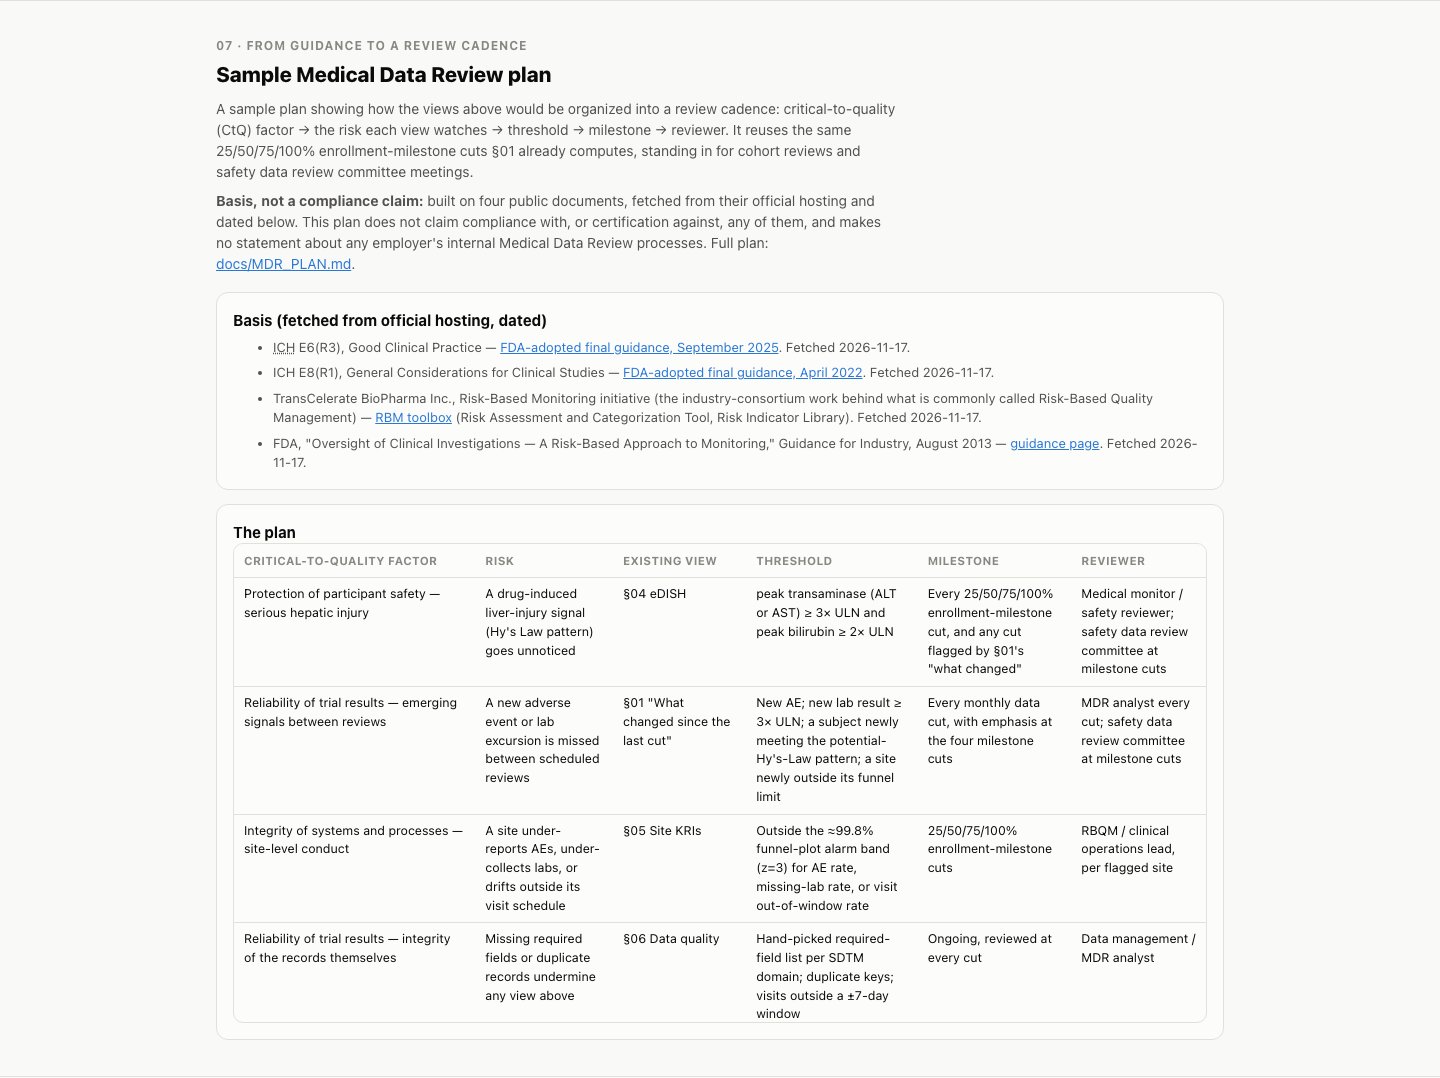 07 · FROM GUIDANCE TO A REVIEW CADENCE
Sample Medical Data Review plan
A sample plan showing how the views above would be organized into a review cadence: critical-to-quality
(CtQ) factor → the risk each view watches → threshold → milestone → reviewer. It reuses the same
25/50/75/100% enrollment-milestone cuts §01 already computes, standing in for cohort reviews and
safety data review committee meetings.
Basis, not a compliance claim: built on four public documents, fetched from their official hosting and
dated below. This plan does not claim compliance with, or certification against, any of them, and makes
no statement about any employer's internal Medical Data Review processes. Full plan:
docs/MDR_PLAN.md.
Basis (fetched from official hosting, dated)
• ICH E6(R3), Good Clinical Practice — FDA-adopted final guidance, September 2025. Fetched 2026-11-17.
• ICH E8(R1), General Considerations for Clinical Studies — FDA-adopted final guidance, April 2022. Fetched 2026-11-17.
• TransCelerate BioPharma Inc., Risk-Based Monitoring initiative (the industry-consortium work behind what is commonly called Risk-Based Quality
Management) — RBM toolbox (Risk Assessment and Categorization Tool, Risk Indicator Library). Fetched 2026-11-17.
• FDA, "Oversight of Clinical Investigations — A Risk-Based Approach to Monitoring," Guidance for Industry, August 2013 — guidance page. Fetched 2026-
11-17.
The plan
CRITICAL-TO-QUALITY FACTOR
RISK
EXISTING VIEW
THRESHOLD
MILESTONE
REVIEWER
Protection of participant safety —
serious hepatic injury
A drug-induced
liver-injury signal
(Hy's Law pattern)
goes unnoticed
§04 eDISH
peak transaminase (ALT
or AST) ≥ 3× ULN and
peak bilirubin ≥ 2× ULN
Every 25/50/75/100%
enrollment-milestone
cut, and any cut
flagged by §01's
"what changed"
Medical monitor /
safety reviewer;
safety data review
committee at
milestone cuts
Reliability of trial results — emerging
signals between reviews
A new adverse
event or lab
excursion is missed
between scheduled
reviews
§01 "What
changed since the
last cut"
New AE; new lab result ≥
3× ULN; a subject newly
meeting the potential-
Hy's-Law pattern; a site
newly outside its funnel
limit
Every monthly data
cut, with emphasis at
the four milestone
cuts
MDR analyst every
cut; safety data
review committee
at milestone cuts
Integrity of systems and processes —
site-level conduct
A site under-
reports AEs, under-
collects labs, or
drifts outside its
visit schedule
§05 Site KRIs
Outside the ≈99.8%
funnel-plot alarm band
(z=3) for AE rate,
missing-lab rate, or visit
out-of-window rate
25/50/75/100%
enrollment-milestone
cuts
RBQM / clinical
operations lead,
per flagged site
Reliability of trial results — integrity
of the records themselves
Missing required
fields or duplicate
records undermine
any view above
§06 Data quality
Hand-picked required-
field list per SDTM
domain; duplicate keys;
visits outside a ±7-day
window
Ongoing, reviewed at
every cut
Data management /
MDR analyst